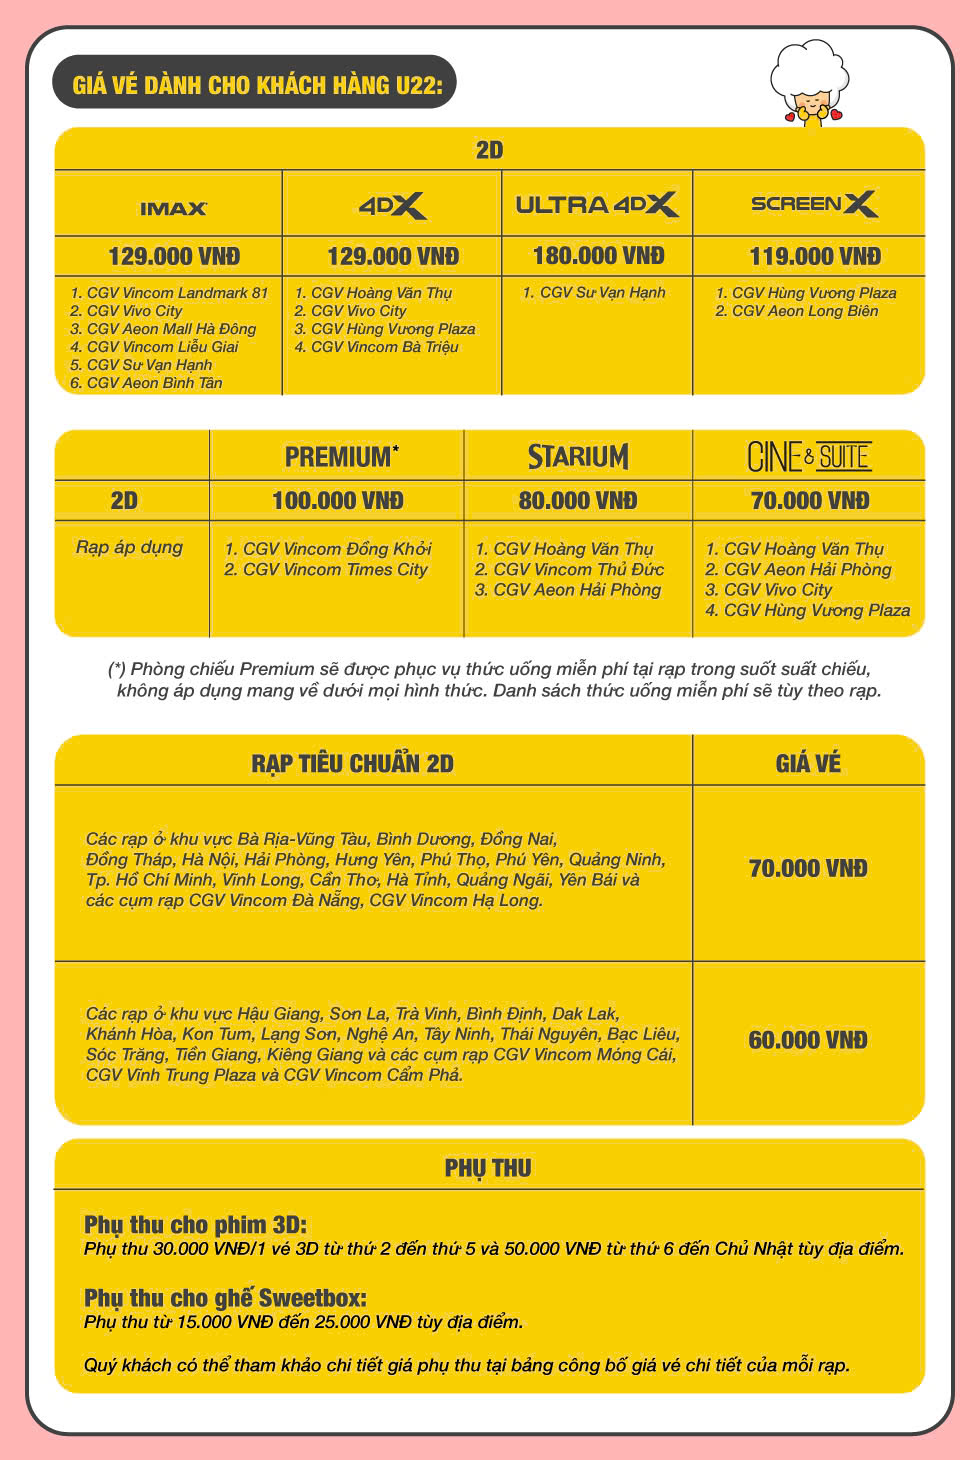 GIÁ VÉ DÀNH CHO KHÁCH HÀNG U22:
2D
IMAX
4DX
ULTRA 4DX
SCREENX
129.000 VNĐ
129.000 VNĐ
180.000 VNĐ
119.000 VNĐ
1. CGV Vincom Landmark 81
2. CGV Vivo City
3. CGV Aeon Mall Hà Đông
4. CGV Vincom Liễu Giai
5. CGV Sư Vạn Hạnh
6. CGV Aeon Bình Tân
1. CGV Hoàng Văn Thụ
2. CGV Vivo City
3. CGV Hùng Vương Plaza
4. CGV Vincom Bà Triệu
1. CGV Sư Vạn Hạnh
1. CGV Hùng Vương Plaza
2. CGV Aeon Long Biên
PREMIUM*
STARIUM
CINE & SUITE
2D
100.000 VNĐ
80.000 VNĐ
70.000 VNĐ
Rạp áp dụng
1. CGV Vincom Đồng Khởi
2. CGV Vincom Times City
1. CGV Hoàng Văn Thụ
2. CGV Vincom Thủ Đức
3. CGV Aeon Hải Phòng
1. CGV Hoàng Văn Thụ
2. CGV Aeon Hải Phòng
3. CGV Vivo City
4. CGV Hùng Vương Plaza
(*) Phòng chiếu Premium sẽ được phục vụ thức uống miễn phí tại rạp trong suốt suất chiếu,
không áp dụng mang về dưới mọi hình thức. Danh sách thức uống miễn phí sẽ tùy theo rạp.
RẠP TIÊU CHUẨN 2D
GIÁ VÉ
Các rạp ở khu vực Bà Rịa-Vũng Tàu, Bình Dương, Đồng Nai,
Đồng Tháp, Hà Nội, Hải Phòng, Hưng Yên, Phú Thọ, Phú Yên, Quảng Ninh,
Tp. Hồ Chí Minh, Vĩnh Long, Cần Thơ, Hà Tĩnh, Quảng Ngãi, Yên Bái và
các cụm rạp CGV Vincom Đà Nẵng, CGV Vincom Hạ Long.
70.000 VNĐ
Các rạp ở khu vực Hậu Giang, Sơn La, Trà Vinh, Bình Định, Dak Lak,
Khánh Hòa, Kon Tum, Lạng Sơn, Nghệ An, Tây Ninh, Thái Nguyên, Bạc Liêu,
Sóc Trăng, Tiền Giang, Kiêng Giang và các cụm rạp CGV Vincom Móng Cái,
CGV Vĩnh Trung Plaza và CGV Vincom Cẩm Phả.
60.000 VNĐ
PHỤ THU
Phụ thu cho phim 3D:
Phụ thu 30.000 VNĐ/1 vé 3D từ thứ 2 đến thứ 5 và 50.000 VNĐ từ thứ 6 đến Chủ Nhật tùy địa điểm.
Phụ thu cho ghế Sweetbox:
Phụ thu từ 15.000 VNĐ đến 25.000 VNĐ tùy địa điểm.
Quý khách có thể tham khảo chi tiết giá phụ thu tại bảng công bố giá vé chi tiết của mỗi rạp.